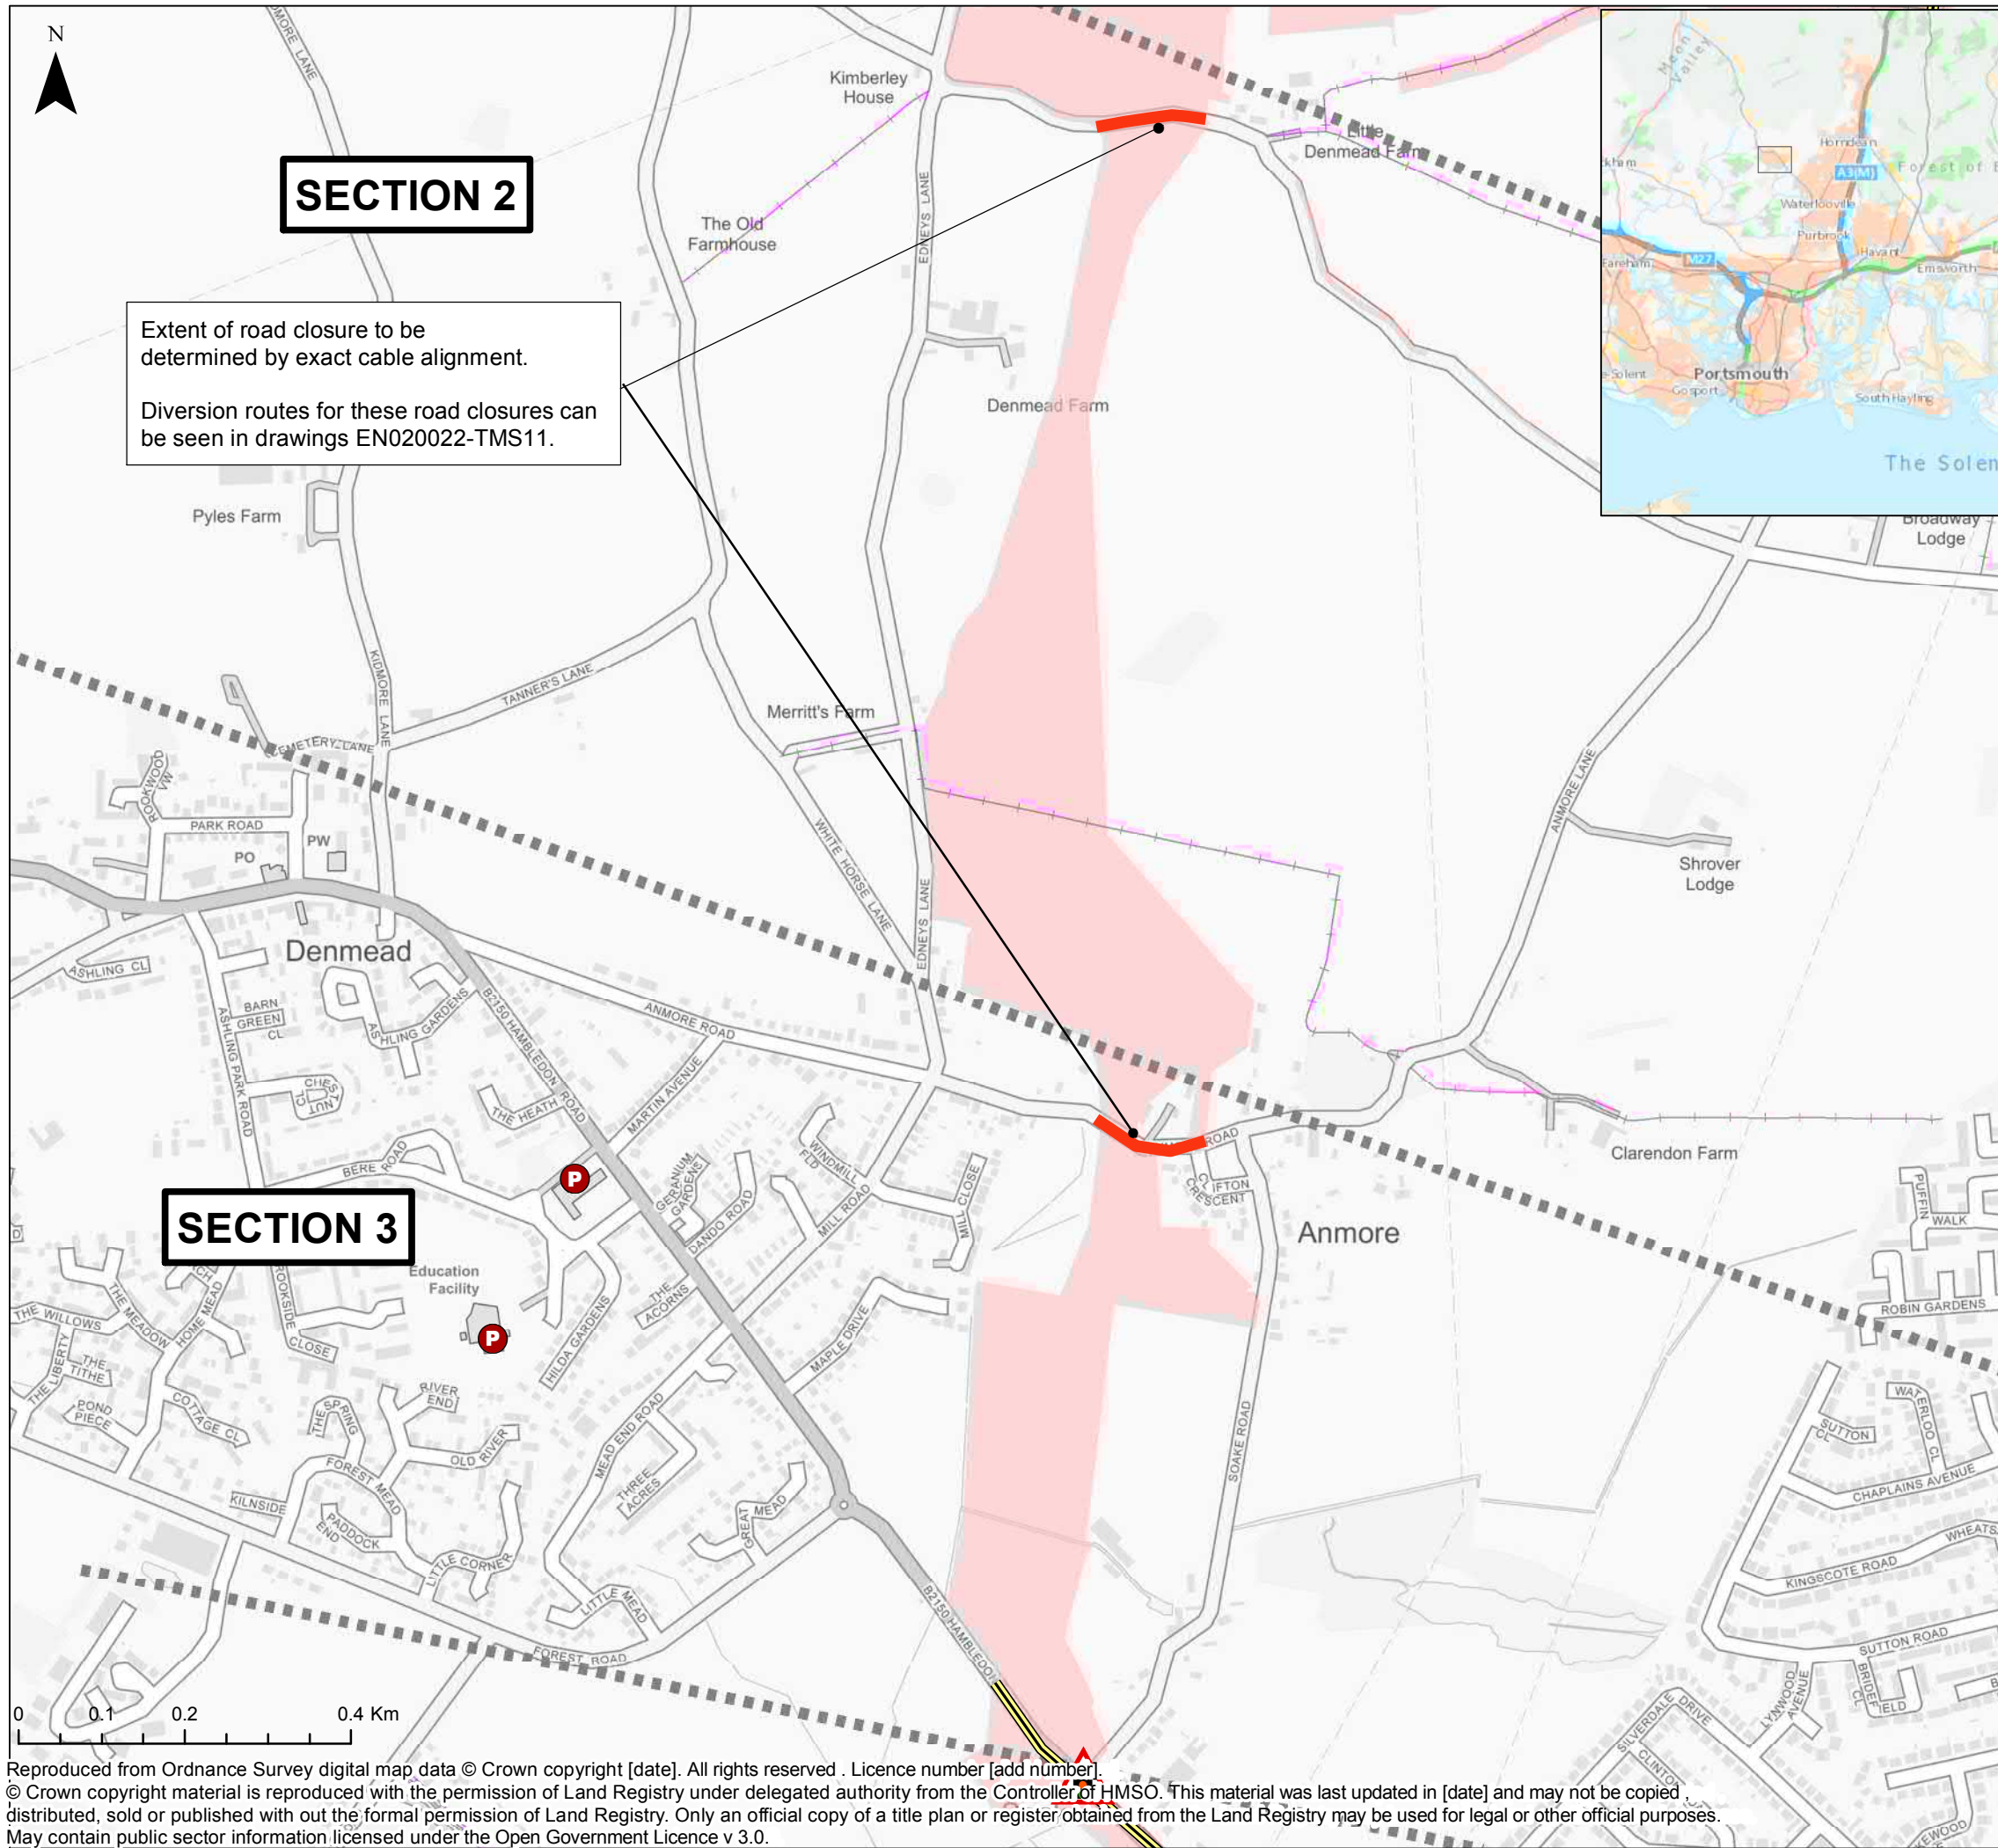 N
SECTION 2
Extent of road closure to be
determined by exact cable alignment.
Diversion routes for these road closures can
be seen in drawings EN020022-TMS11.
Kimberley
House
The Old
Farmhouse
EDNEYS LANE
Little
Denmead Farm
Denmead Farm
Pyles Farm
KIDMORE LANE
TANNER'S LANE
CEMETERY LANE
Merritt's Farm
WHITE HORSE LANE
EDNEYS LANE
ROOKWOOD
VW
PARK ROAD
PW
PO
Denmead
ASHLING CL
BARN
GREEN
CL
ASHLING PARK ROAD
ASHLING GARDENS
B2150 HAMBLEDON ROAD
ANMORE ROAD
CHESTNUT
CL
THE HEATH
MARTIN AVENUE
BERE ROAD
P
GERANIUM
GARDENS
WINDMILL
FLD
DANDO ROAD
MILL ROAD
MILL CLOSE
ROAD
CLIFTON
CRESCENT
Anmore
ANMORE LANE
Shrover
Lodge
Clarendon Farm
Broadway
Lodge
PUFFIN
WALK
ROBIN GARDENS
SECTION 3
Education
Facility
P
THE
ACORNS
HILDA GARDENS
MAPLE DRIVE
THE WILLOWS
THE MEADOW
HOME MEAD
CLOSE
THE LIBERTY
THE
TITHE
POND
PIECE
COTTAGE CL
THE SPRING
RIVER
END
OLD RIVER
FOREST MEAD
KILNSIDE
PADDOCK
END
LITTLE CORNER
MEAD END ROAD
THREE
ACRES
GREAT MEAD
LITTLE MEAD
FOREST ROAD
B2150 HAMBLEDON
SOAKE ROAD
SUTTON
CL
WATERLOO CL
CHAPLAINS AVENUE
KINGSCOTE ROAD
SUTTON ROAD
LYNWOOD
AVENUE
BRIDEFIELD
CL
SILVERDALE DRIVE
Meon
Valley
Horndean
A3(M)
Forest of
Waterlooville
Purbrook
Havant
Emsworth
M27
Fareham
Portsmouth
Gosport
South Hayling
The Solen
0 0.1 0.2 0.4 Km
Reproduced from Ordnance Survey digital map data © Crown copyright [date]. All rights reserved . Licence number [add number].
© Crown copyright material is reproduced with the permission of Land Registry under delegated authority from the Controller of HMSO. This material was last updated in [date] and may not be copied ,
distributed, sold or published with out the formal permission of Land Registry. Only an official copy of a title plan or register obtained from the Land Registry may be used for legal or other official purposes.
May contain public sector information licensed under the Open Government Licence v 3.0.